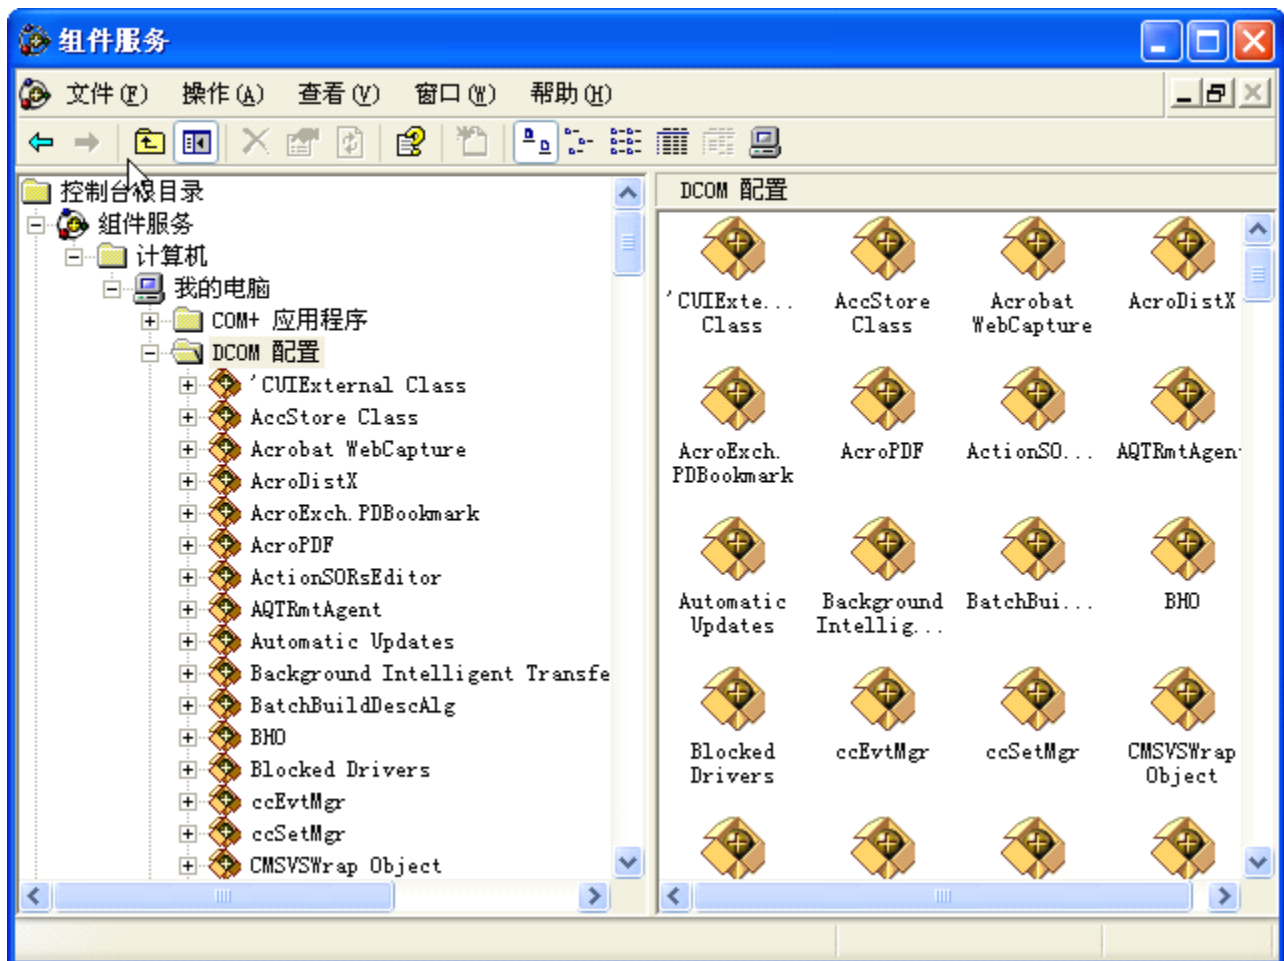 组件服务
文件(F) 操作(A) 查看(V) 窗口(W) 帮助(H)
控制台根目录
组件服务
计算机
我的电脑
COM+ 应用程序
DCOM 配置
'CUIExternal Class
AccStore Class
Acrobat WebCapture
AcroDistX
AcroExch.PDBookmark
AcroPDF
ActionSORsEditor
AQTRmtAgent
Automatic Updates
Background Intelligent Transfe
BatchBuildDescAlg
BHO
Blocked Drivers
ccEvtMgr
ccSetMgr
CMSVSWrap Object
DCOM 配置
'CUIExte...
Class
AccStore
Class
Acrobat
WebCapture
AcroDistX
AcroExch.
PDBookmark
AcroPDF
ActionSO...
AQTRmtAgen
Automatic
Updates
Background
Intellig...
BatchBui...
BHO
Blocked
Drivers
ccEvtMgr
ccSetMgr
CMSVSWrap
Object